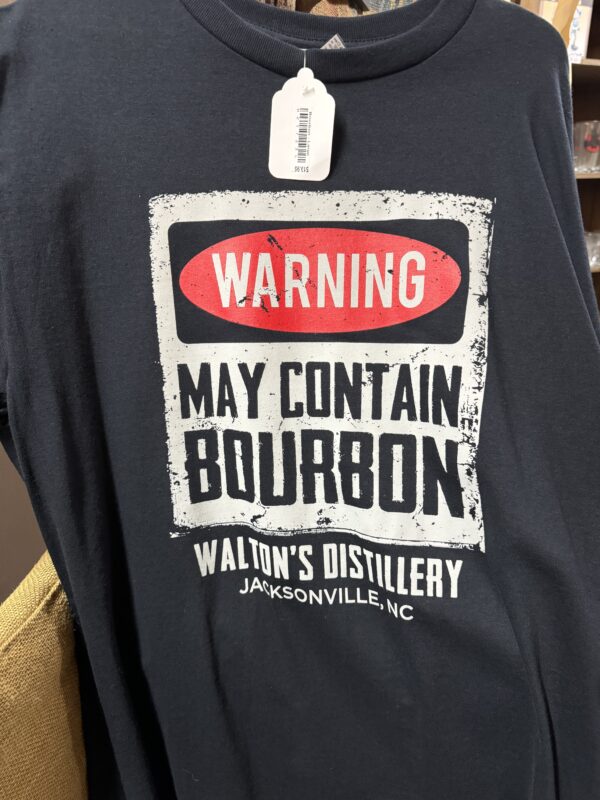 WARNING
MAY CONTAIN
BOURBON
WALTON'S DISTILLERY
JACKSONVILLE, NC